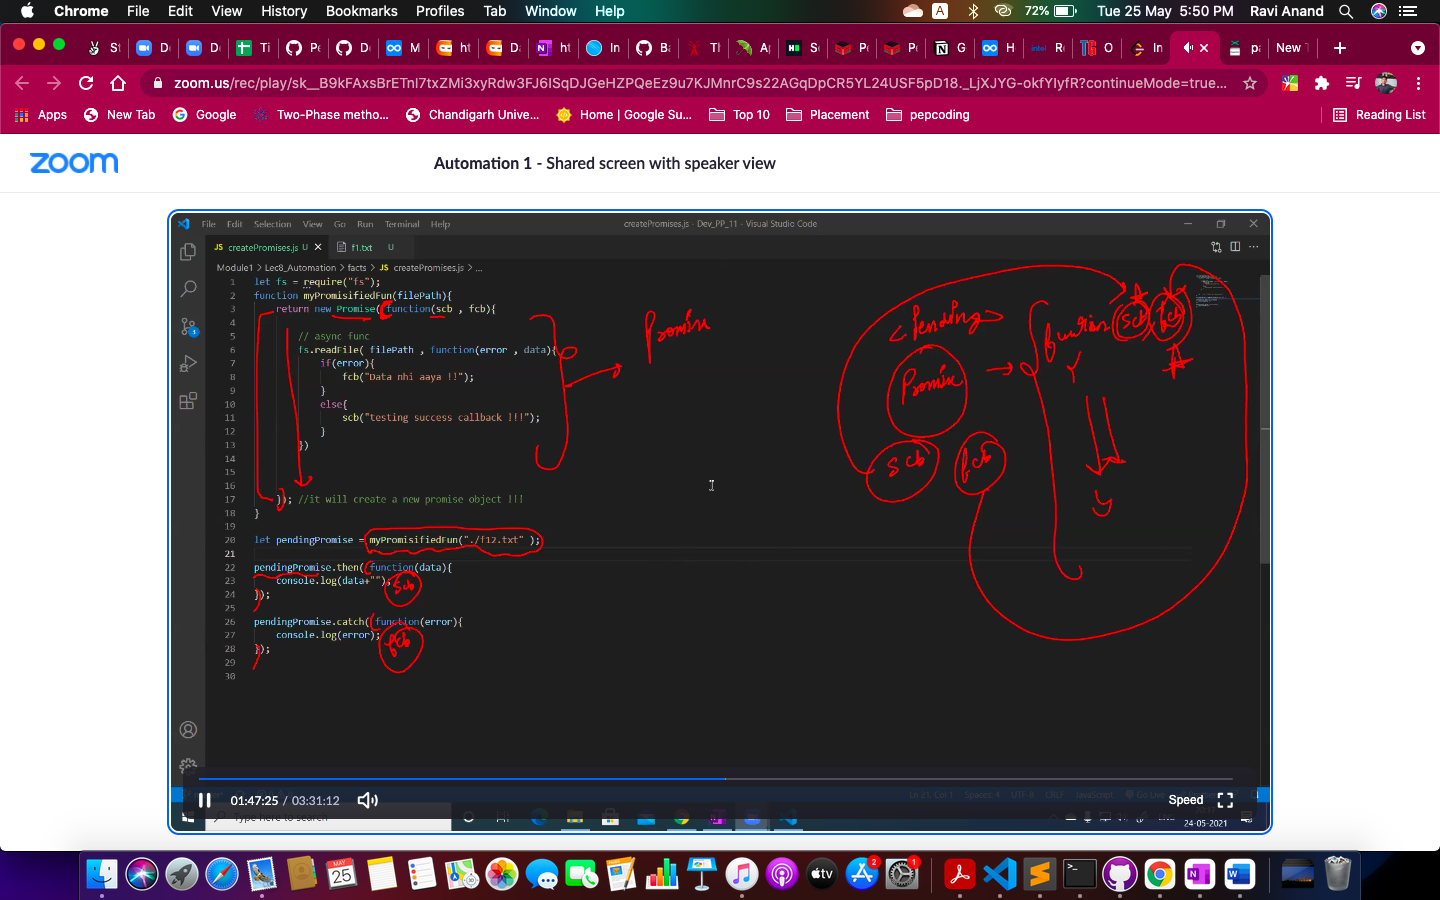 Chrome File Edit View History Bookmarks Profiles Tab Window Help A 72% Tue 25 May 5:50 PM Ravi Anand
zoom.us/rec/play/sk__B9kFAxsBrETnI7txZMi3xyRdw3FJ6ISqDJGeHZPQeEz9u7KJMnrC9s22AGqDpCR5YL24USF5pD18._LjXJYG-okfYIyfR?continueMode=true...
Apps New Tab Google Two-Phase metho... Chandigarh Unive... Home | Google Su... Top 10 Placement pepcoding Reading List
zoom Automation 1 - Shared screen with speaker view
File Edit Selection View Go Run Terminal Help createPromises.js - Dev_PP_11 - Visual Studio Code
JS createPromises.js U f1.txt U
Module1 > Lec8_Automation > facts > JS createPromises.js > ...
1 let fs = require("fs");
2 function myPromisifiedFun(filePath){
3 return new Promise( function(scb , fcb){
4
5 // async func
6 fs.readFile( filePath , function(error , data){
7 if(error){
8 fcb("Data nhi aaya !!");
9 }
10 else{
11 scb("testing success callback !!!");
12 }
13 })
14
15
16
17 }); //it will create a new promise object !!!
18 }
19
20 let pendingPromise = myPromisifiedFun("./f12.txt" );
21
22 pendingPromise.then( function(data){
23 console.log(data+"");
24 });
25
26 pendingPromise.catch( function(error){
27 console.log(error);
28 });
29
30
Promise
<Pending>
Promise
function scb fcb
scb fcb
scb
fcb
01:47:25 / 03:31:12 Speed
Type here to search
24-05-2021
MAY 25
tv
2
1